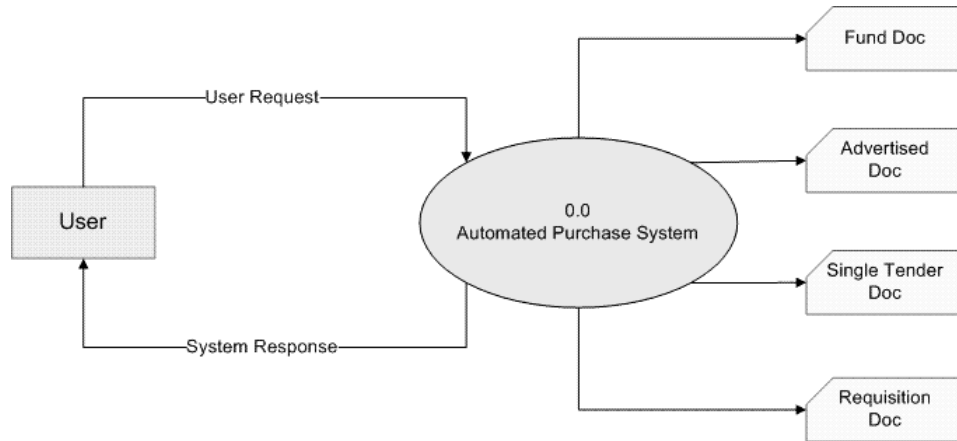 Fund Doc
User Request
Advertised
Doc
User
0.0
Automated Purchase System
Single Tender
Doc
System Response
Requisition
Doc